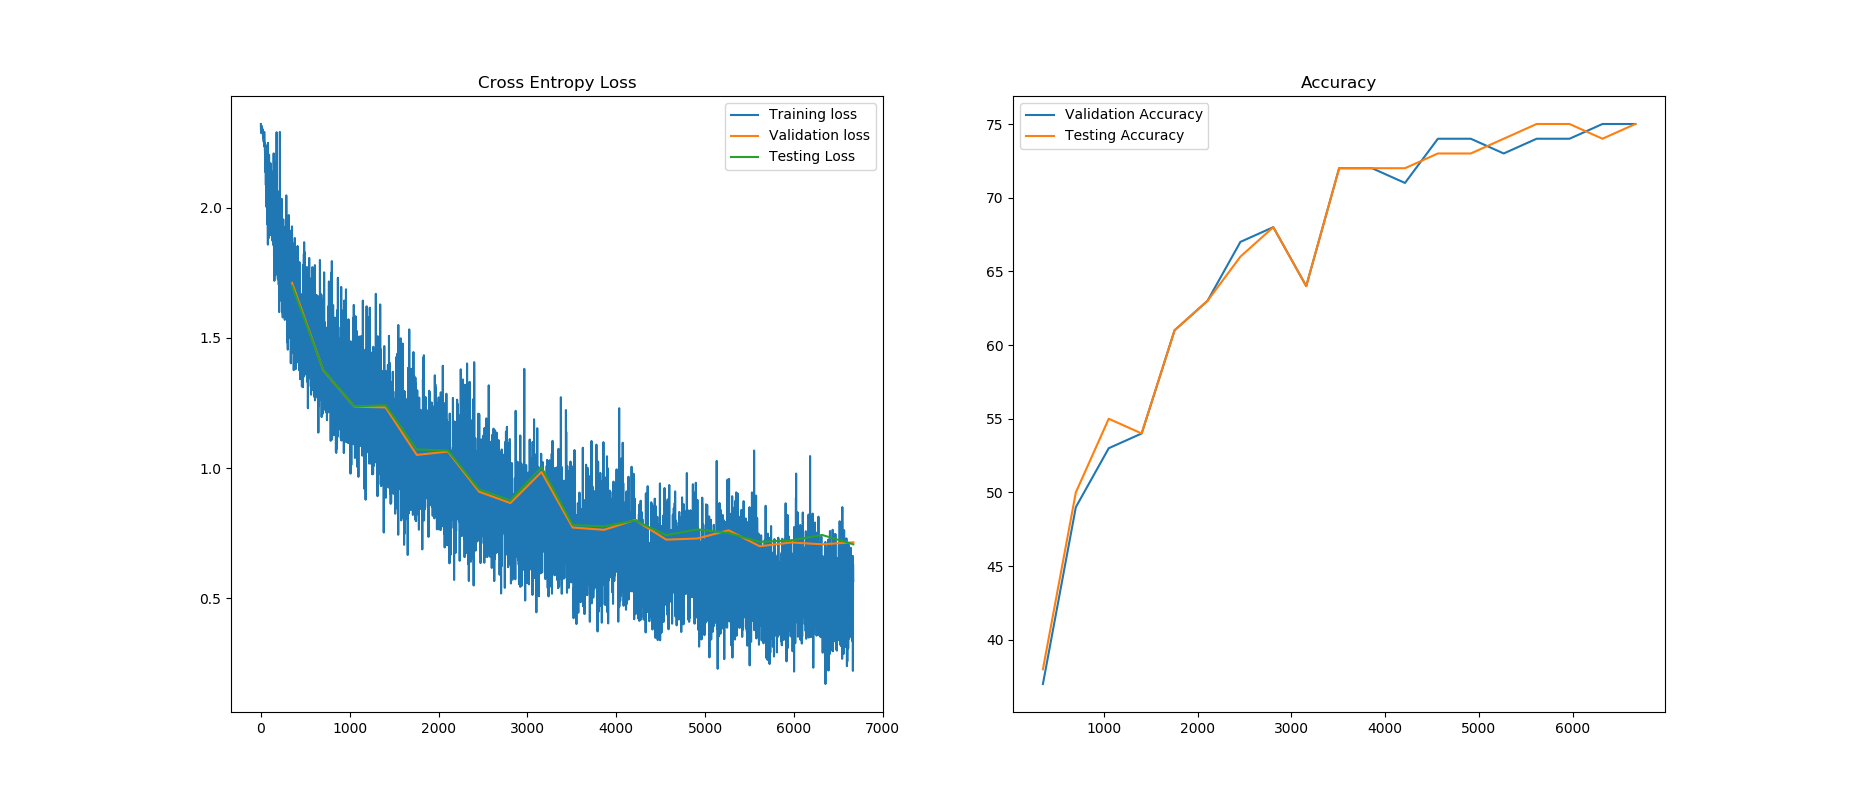 Cross Entropy Loss
Training loss
Validation loss
Testing Loss
2.0
1.5
1.0
0.5
0 1000 2000 3000 4000 5000 6000 7000
Accuracy
Validation Accuracy
Testing Accuracy
75
70
65
60
55
50
45
40
1000 2000 3000 4000 5000 6000